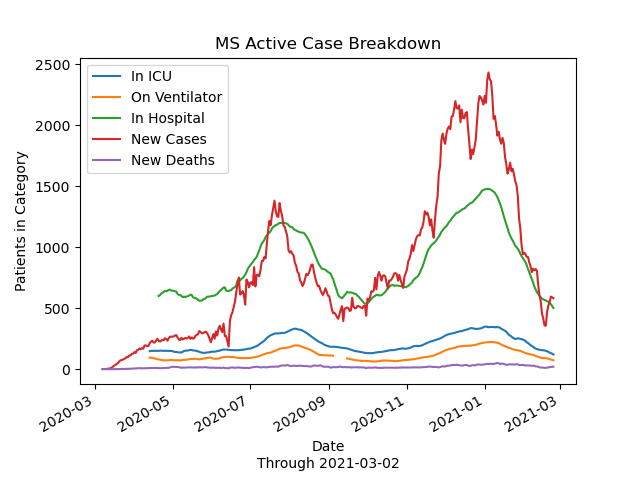 MS Active Case Breakdown
In ICU
On Ventilator
In Hospital
New Cases
New Deaths
Patients in Category
2500
2000
1500
1000
500
0
2020-03
2020-05
2020-07
2020-09
2020-11
2021-01
2021-03
Date
Through 2021-03-02